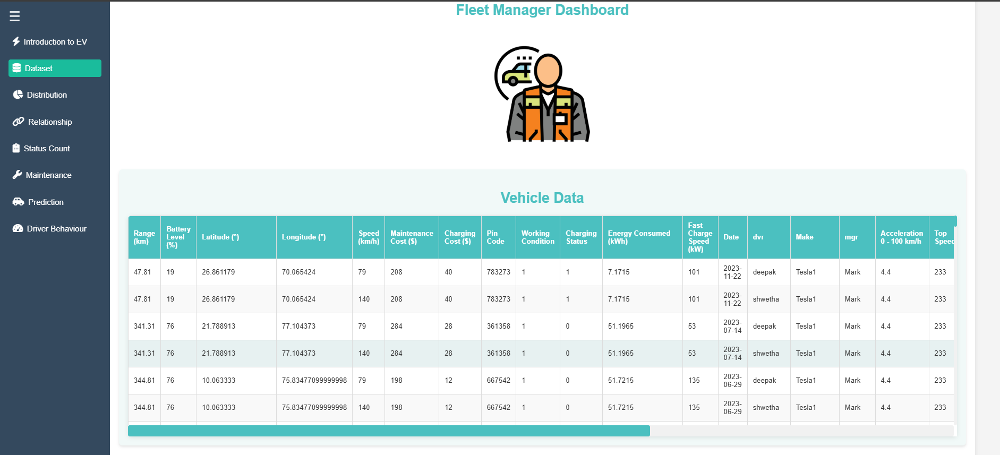 Fleet Manager Dashboard
Introduction to EV
Dataset
Distribution
Relationship
Status Count
Maintenance
Prediction
Driver Behaviour
Vehicle Data
Range (km) Battery Level (%) Latitude (°) Longitude (°) Speed (km/h) Maintenance Cost ($) Charging Cost ($) Pin Code Working Condition Charging Status Energy Consumed (kWh) Fast Charge Speed (kW) Date dvr Make mgr Acceleration 0 - 100 km/h Top Speed
47.81 19 26.861179 70.065424 79 208 40 783273 1 1 7.1715 101 2023-11-22 deepak Tesla1 Mark 4.4 233
47.81 19 26.861179 70.065424 140 208 40 783273 1 1 7.1715 101 2023-11-22 shwetha Tesla1 Mark 4.4 233
341.31 76 21.788913 77.104373 79 284 28 361358 1 0 51.1965 53 2023-07-14 deepak Tesla1 Mark 4.4 233
341.31 76 21.788913 77.104373 140 284 28 361358 1 0 51.1965 53 2023-07-14 shwetha Tesla1 Mark 4.4 233
344.81 76 10.063333 75.83477099999998 79 198 12 667542 1 0 51.7215 135 2023-06-29 deepak Tesla1 Mark 4.4 233
344.81 76 10.063333 75.83477099999998 140 198 12 667542 1 0 51.7215 135 2023-06-29 shwetha Tesla1 Mark 4.4 233